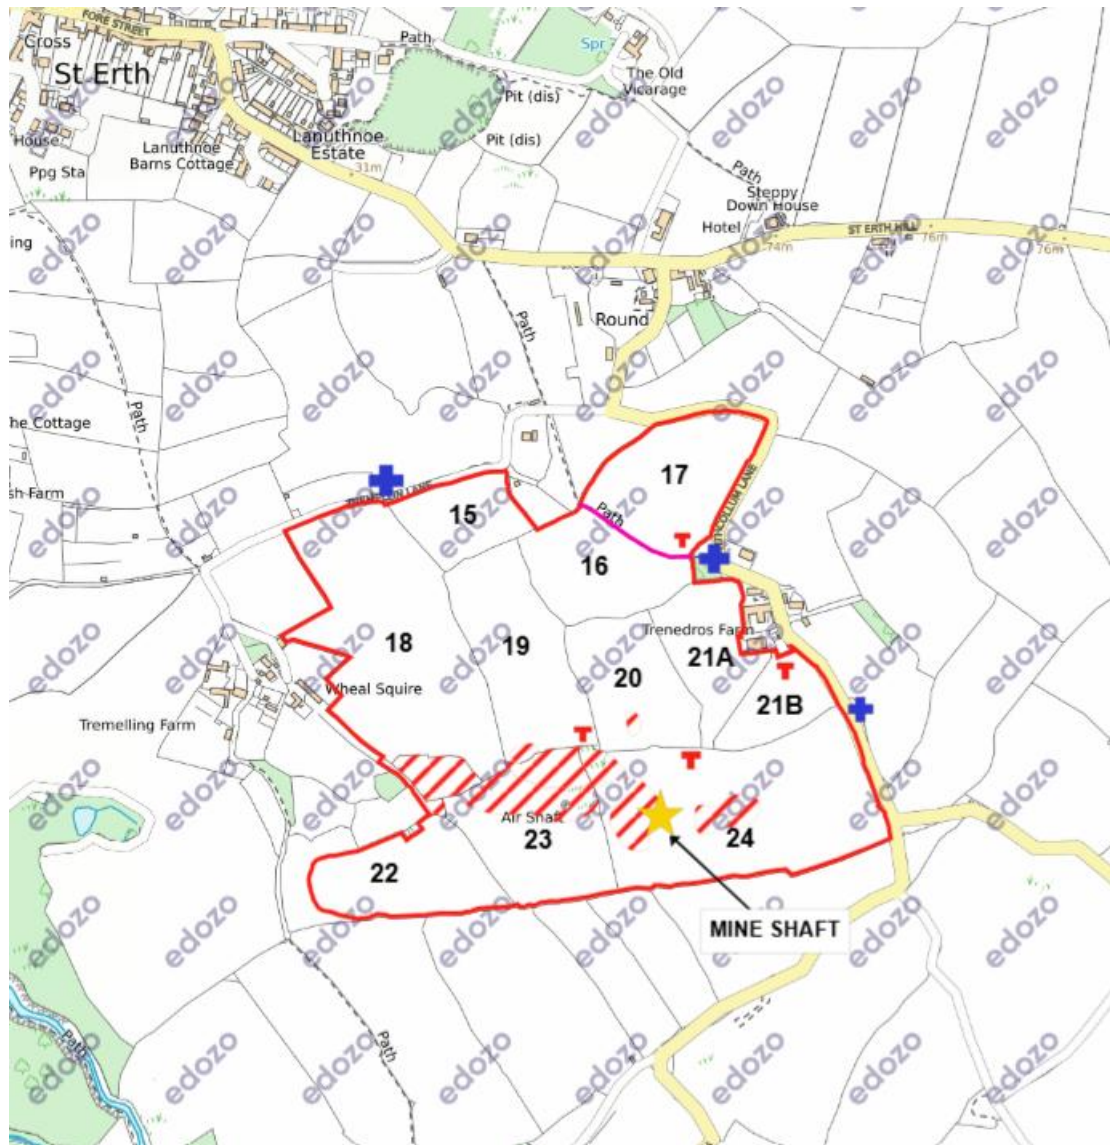 FORE STREET
Cross
St Erth
House
Lanuthnoe
Barns Cottage
Ppg Sta
Lanuthnoe
Estate
31m
Path
Spr
The Old
Vicarage
Pit (dis)
Pit (dis)
Path
Steppy
Down House
Hotel
74m
ST ERTH HILL
76m
76m
ing
Path
Round
Path
he Cottage
sh Farm
15
17
Path
16
18
19
20
Trenedros Farm
21A
21B
Wheal Squire
Tremelling Farm
Air Shaft
23
24
22
MINE SHAFT
Path
Path
edozo